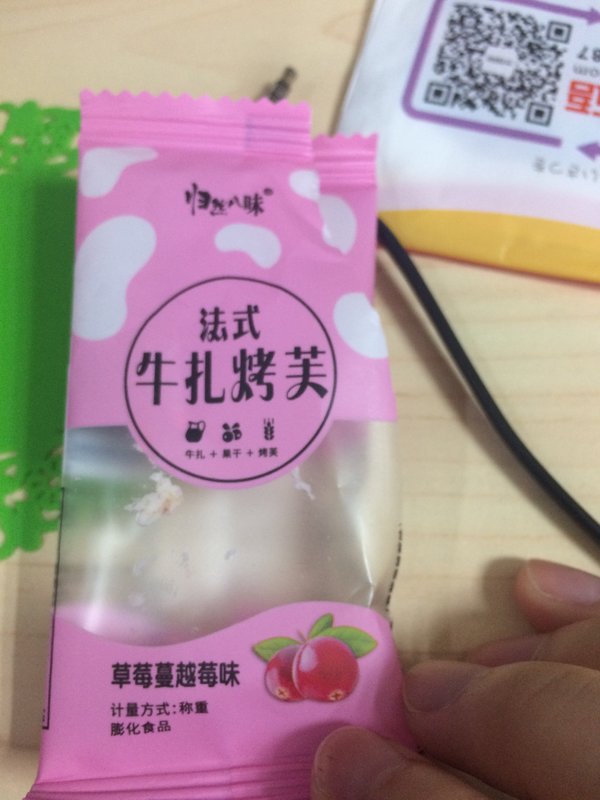 归然八味®
法式
牛扎烤芙
牛扎+果干+烤芙
草莓蔓越莓味
计量方式:称重
膨化食品